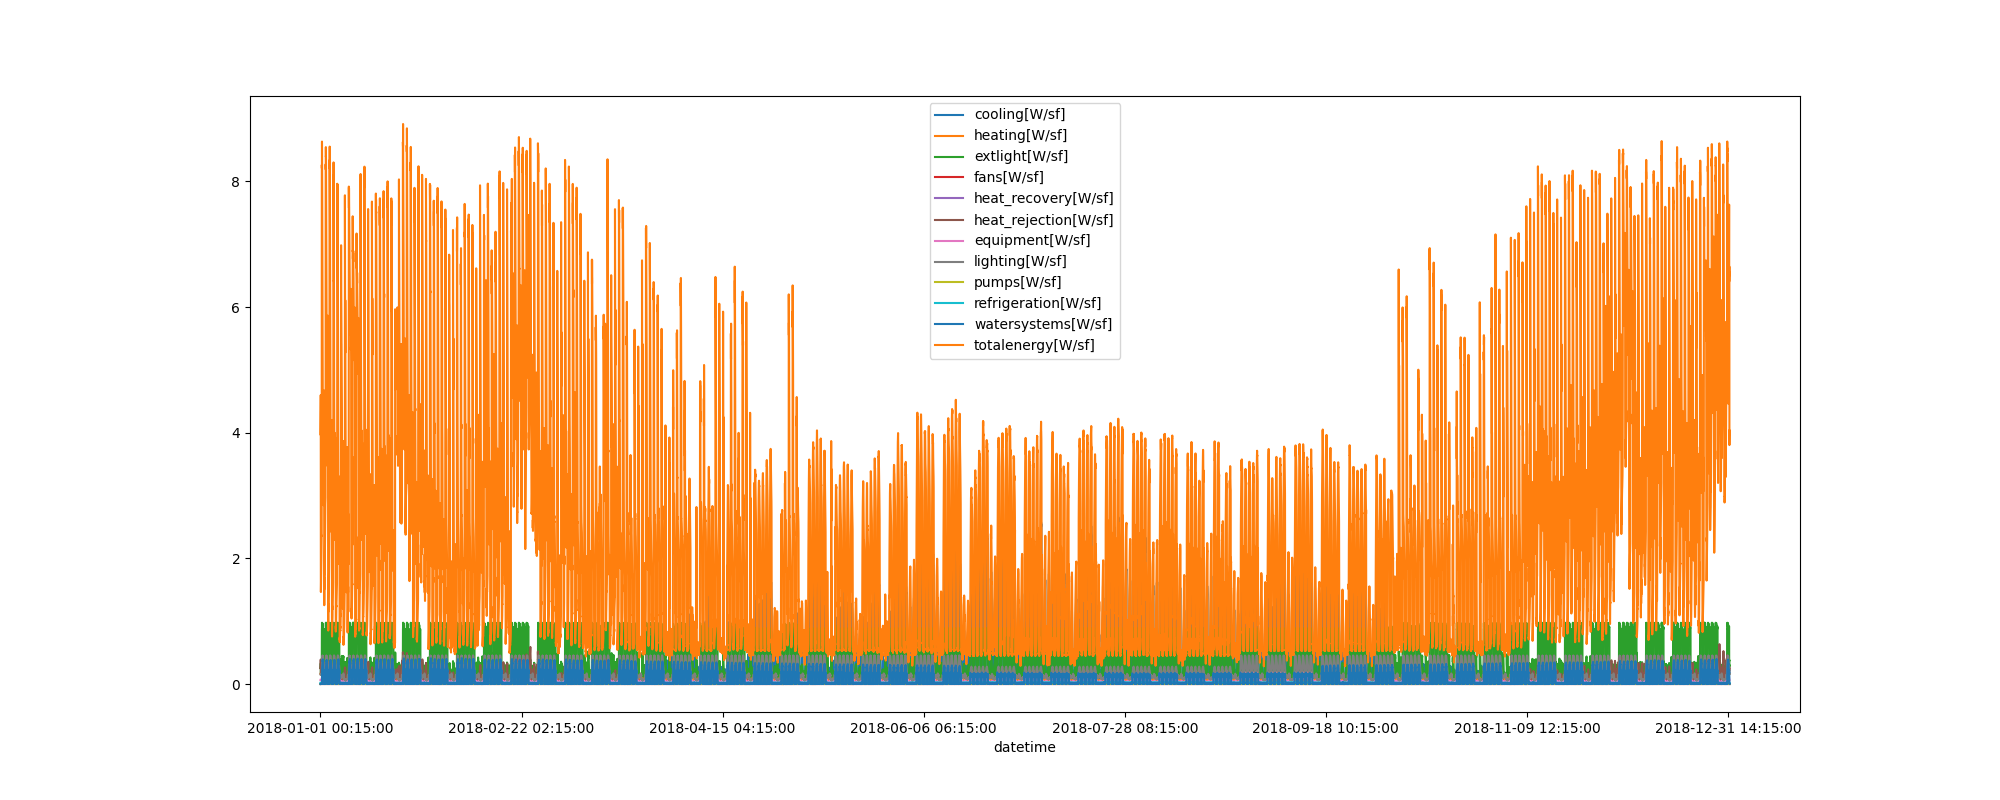 cooling[W/sf]
heating[W/sf]
extlight[W/sf]
fans[W/sf]
heat_recovery[W/sf]
heat_rejection[W/sf]
equipment[W/sf]
lighting[W/sf]
pumps[W/sf]
refrigeration[W/sf]
watersystems[W/sf]
totalenergy[W/sf]
8
6
4
2
0
2018-01-01 00:15:00 2018-02-22 02:15:00 2018-04-15 04:15:00 2018-06-06 06:15:00 2018-07-28 08:15:00 2018-09-18 10:15:00 2018-11-09 12:15:00 2018-12-31 14:15:00
datetime